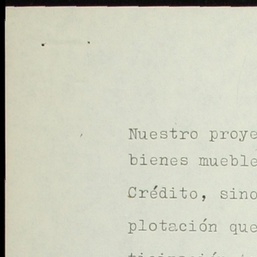 Nuestro proye
bienes mueble
Crédito, sino
plotación que